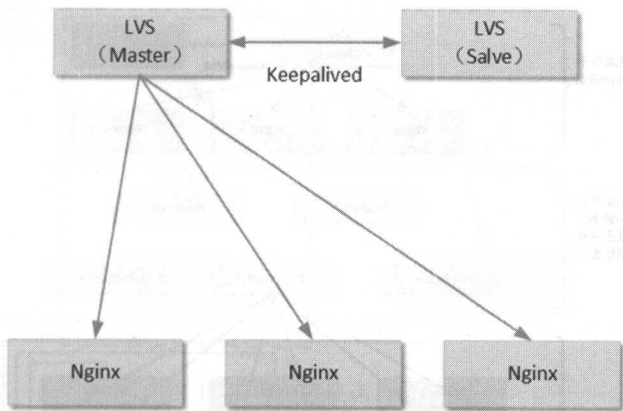 LVS
（Master）
LVS
（Salve）
Keepalived
Nginx
Nginx
Nginx